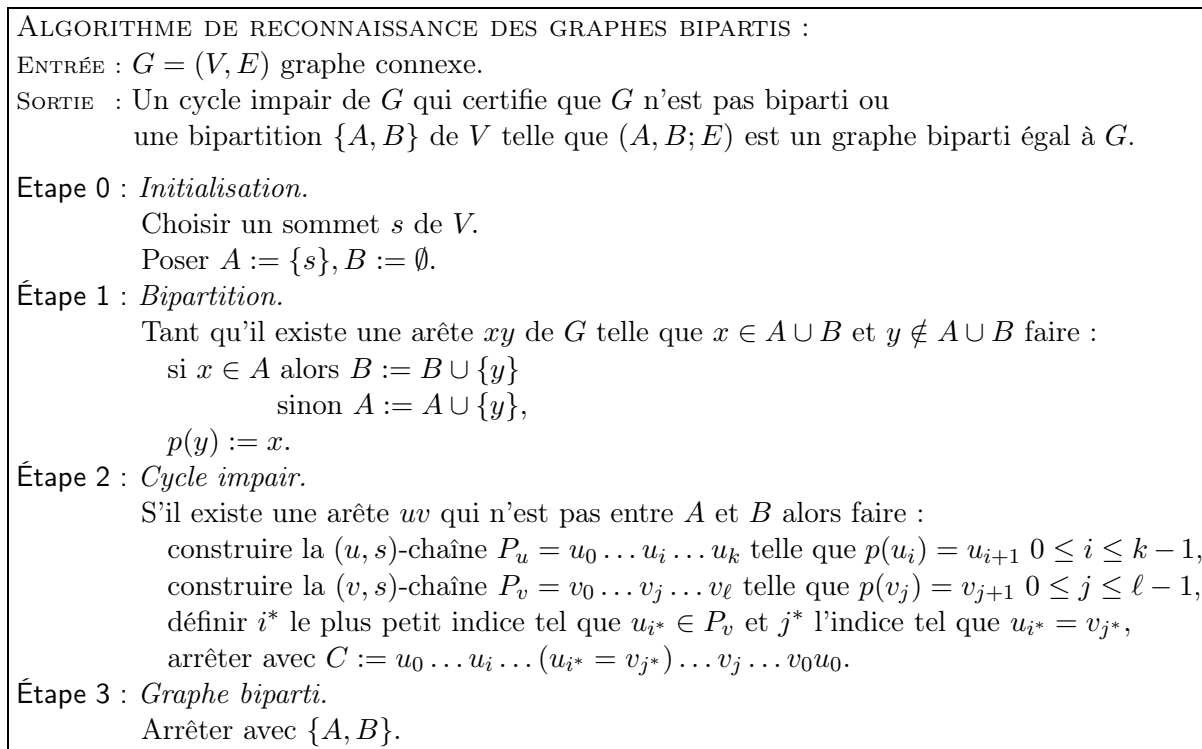 ALGORITHME DE RECONNAISSANCE DES GRAPHES BIPARTIS :
ENTRÉE : G = (V, E) graphe connexe.
SORTIE : Un cycle impair de G qui certifie que G n'est pas biparti ou
une bipartition {A, B} de V telle que (A, B; E) est un graphe biparti égal à G.
Etape 0 : Initialisation.
Choisir un sommet s de V.
Poser A := {s}, B := ∅.
Étape 1 : Bipartition.
Tant qu'il existe une arête xy de G telle que x ∈ A ∪ B et y ∉ A ∪ B faire :
si x ∈ A alors B := B ∪ {y}
sinon A := A ∪ {y},
p(y) := x.
Étape 2 : Cycle impair.
S'il existe une arête uv qui n'est pas entre A et B alors faire :
construire la (u, s)-chaîne P_u = u_0 … u_i … u_k telle que p(u_i) = u_{i+1} 0 ≤ i ≤ k − 1,
construire la (v, s)-chaîne P_v = v_0 … v_j … v_ℓ telle que p(v_j) = v_{j+1} 0 ≤ j ≤ ℓ − 1,
définir i* le plus petit indice tel que u_{i*} ∈ P_v et j* l'indice tel que u_{i*} = v_{j*},
arrêter avec C := u_0 … u_i … (u_{i*} = v_{j*}) … v_j … v_0u_0.
Étape 3 : Graphe biparti.
Arrêter avec {A, B}.